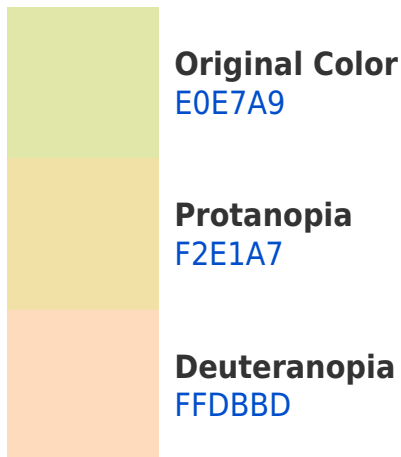 Original Color
E0E7A9
Protanopia
F2E1A7
Deuteranopia
FFDBBD